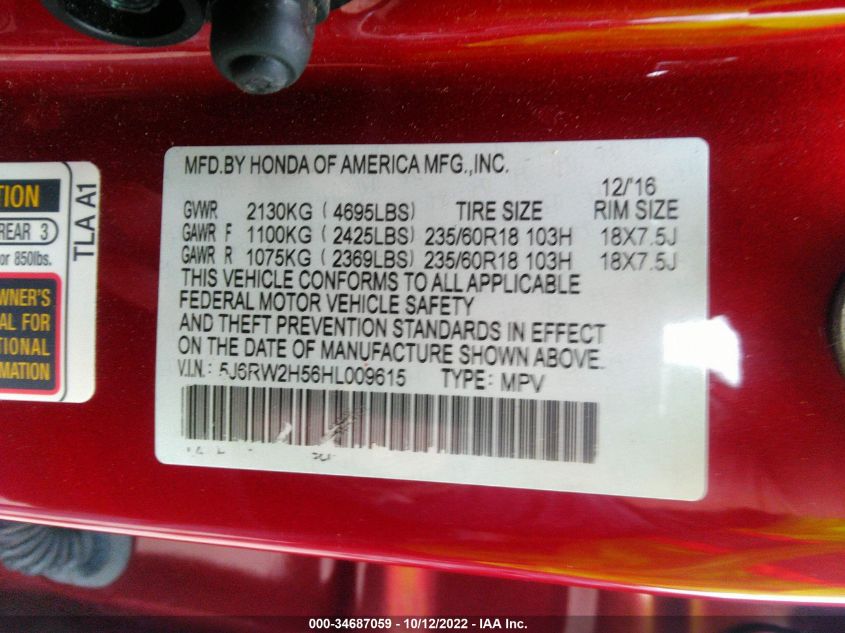 TION
REAR 3
or 850lbs.
WNER'S
AL FOR
TIONAL
MATION
TLA A1
MFD.BY HONDA OF AMERICA MFG.,INC.
12/'16
GVWR 2130KG (4695LBS) TIRE SIZE RIM SIZE
GAWR F 1100KG (2425LBS) 235/60R18 103H 18X7.5J
GAWR R 1075KG (2369LBS) 235/60R18 103H 18X7.5J
THIS VEHICLE CONFORMS TO ALL APPLICABLE
FEDERAL MOTOR VEHICLE SAFETY
AND THEFT PREVENTION STANDARDS IN EFFECT
ON THE DATE OF MANUFACTURE SHOWN ABOVE.
V.I.N.: 5J6RW2H56HL009615 TYPE: MPV
000-34687059 - 10/12/2022 - IAA Inc.